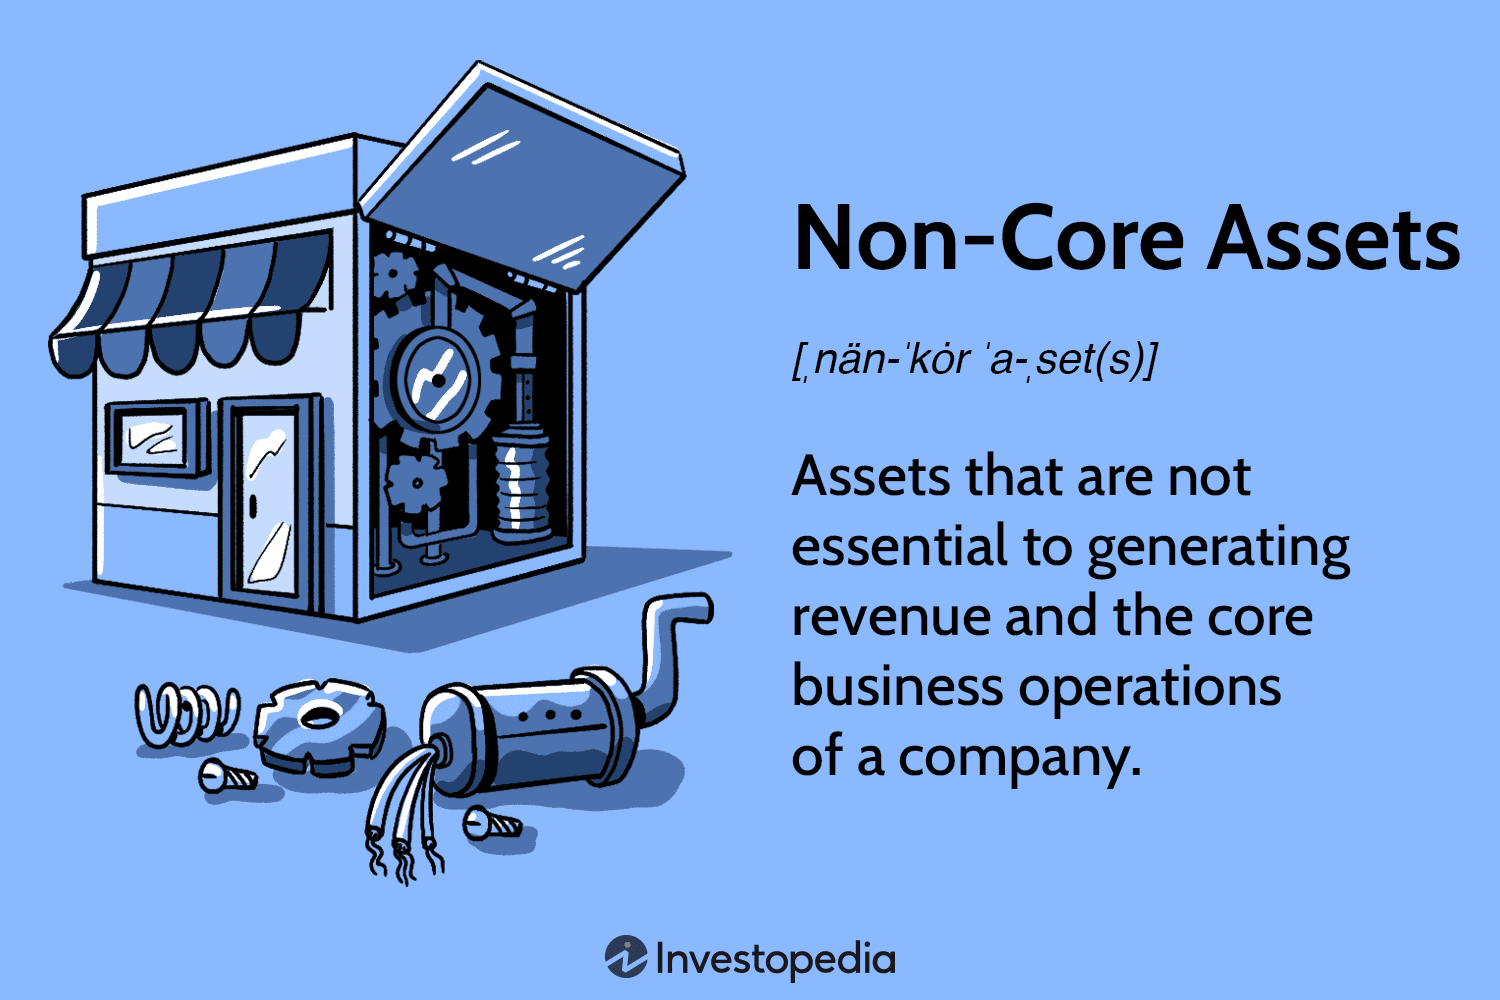 Non-Core Assets
[ˌnän-ˈkȯr ˈa-ˌset(s)]
Assets that are not
essential to generating
revenue and the core
business operations
of a company.
Investopedia